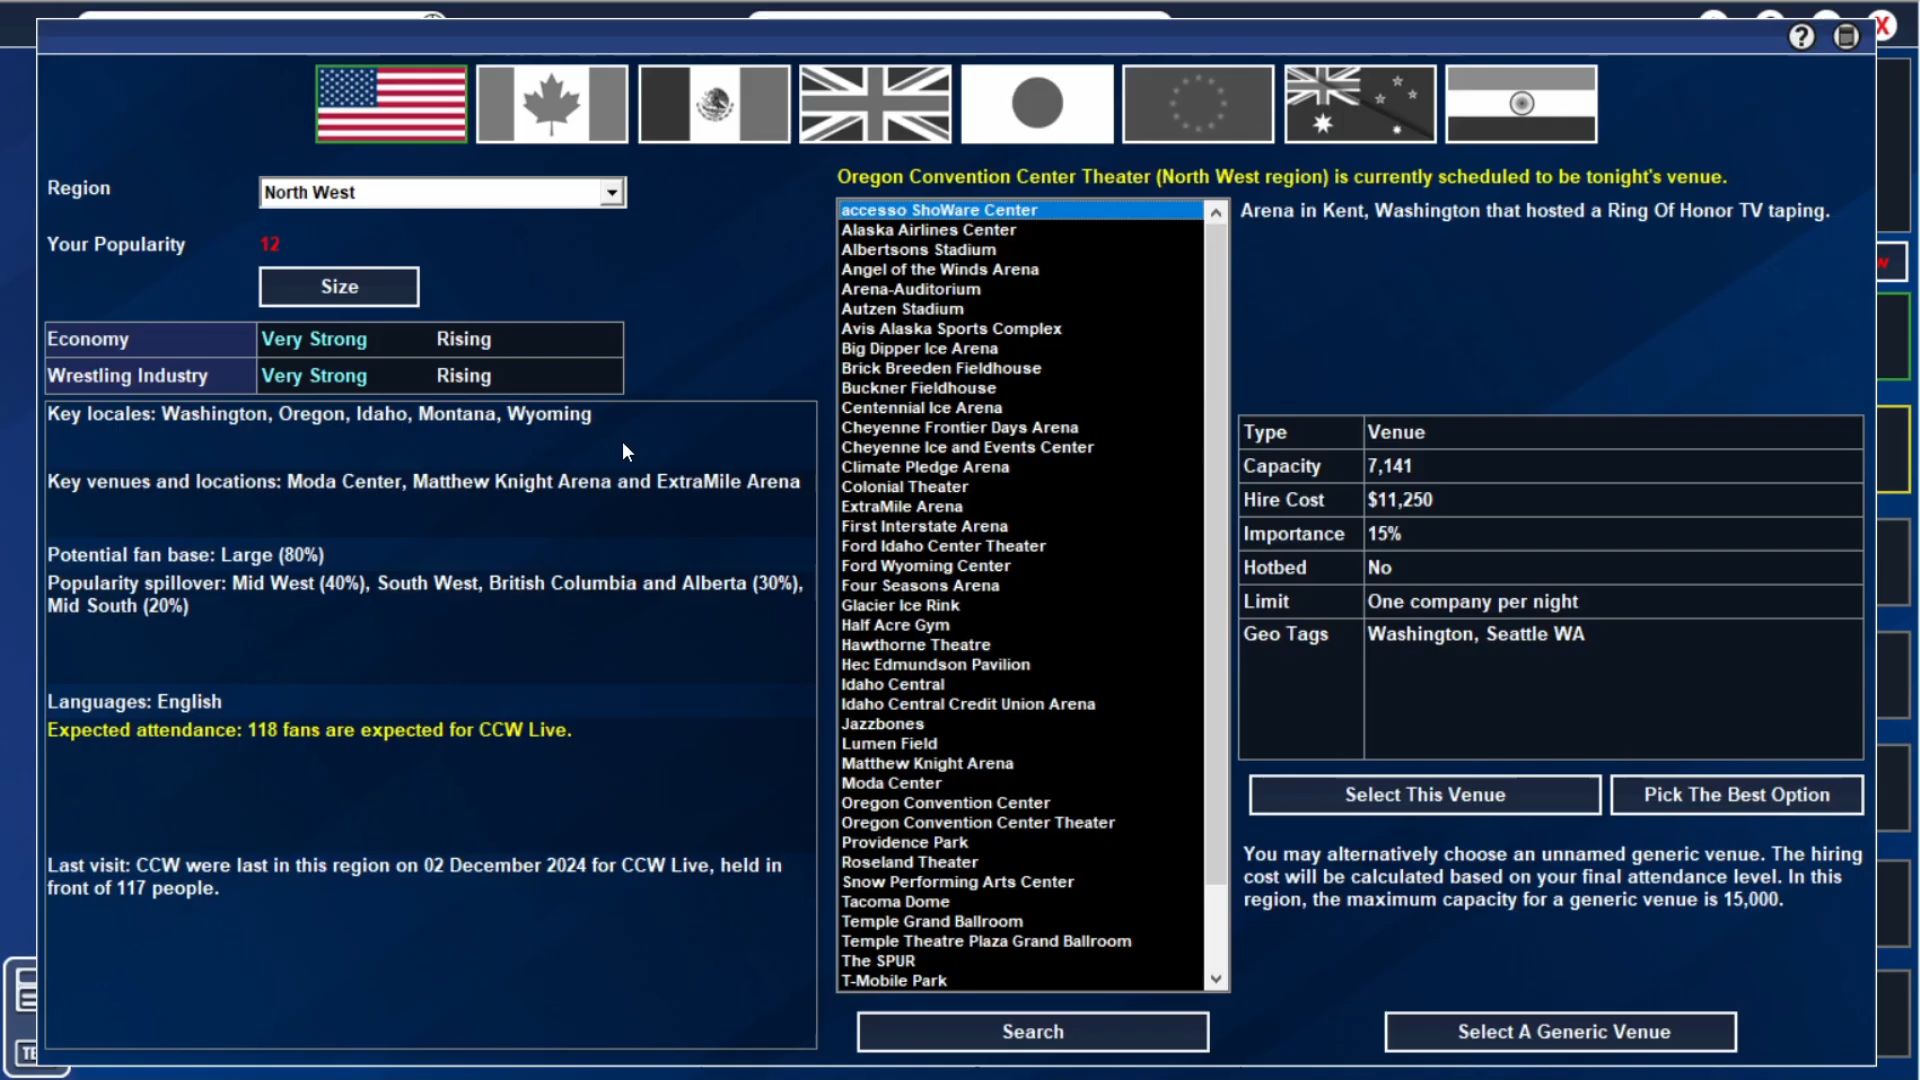 X
?
Region
North West
Your Popularity
12
Size
Economy
Very Strong
Rising
Wrestling Industry
Very Strong
Rising
Key locales: Washington, Oregon, Idaho, Montana, Wyoming
Key venues and locations: Moda Center, Matthew Knight Arena and ExtraMile Arena
Potential fan base: Large (80%)
Popularity spillover: Mid West (40%), South West, British Columbia and Alberta (30%),
Mid South (20%)
Languages: English
Expected attendance: 118 fans are expected for CCW Live.
Last visit: CCW were last in this region on 02 December 2024 for CCW Live, held in
front of 117 people.
Oregon Convention Center Theater (North West region) is currently scheduled to be tonight's venue.
accesso ShoWare Center
Alaska Airlines Center
Albertsons Stadium
Angel of the Winds Arena
Arena-Auditorium
Autzen Stadium
Avis Alaska Sports Complex
Big Dipper Ice Arena
Brick Breeden Fieldhouse
Buckner Fieldhouse
Centennial Ice Arena
Cheyenne Frontier Days Arena
Cheyenne Ice and Events Center
Climate Pledge Arena
Colonial Theater
ExtraMile Arena
First Interstate Arena
Ford Idaho Center Theater
Ford Wyoming Center
Four Seasons Arena
Glacier Ice Rink
Half Acre Gym
Hawthorne Theatre
Hec Edmundson Pavilion
Idaho Central
Idaho Central Credit Union Arena
Jazzbones
Lumen Field
Matthew Knight Arena
Moda Center
Oregon Convention Center
Oregon Convention Center Theater
Providence Park
Roseland Theater
Snow Performing Arts Center
Tacoma Dome
Temple Grand Ballroom
Temple Theatre Plaza Grand Ballroom
The SPUR
T-Mobile Park
Search
Arena in Kent, Washington that hosted a Ring Of Honor TV taping.
Type
Venue
Capacity
7,141
Hire Cost
$11,250
Importance
15%
Hotbed
No
Limit
One company per night
Geo Tags
Washington, Seattle WA
Select This Venue
Pick The Best Option
You may alternatively choose an unnamed generic venue. The hiring
cost will be calculated based on your final attendance level. In this
region, the maximum capacity for a generic venue is 15,000.
Select A Generic Venue